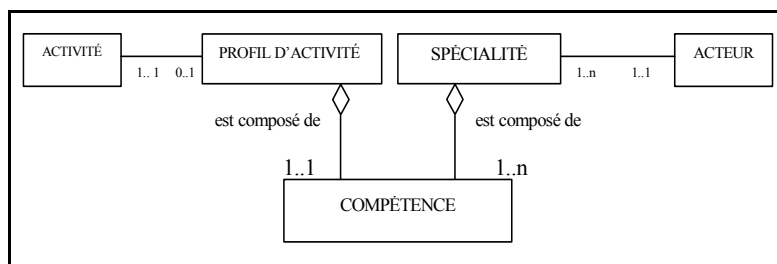 ACTIVITÉ
PROFIL D'ACTIVITÉ
SPÉCIALITÉ
ACTEUR
1.. 1
0..1
1..n
1..1
est composé de
est composé de
1..1
1..n
COMPÉTENCE